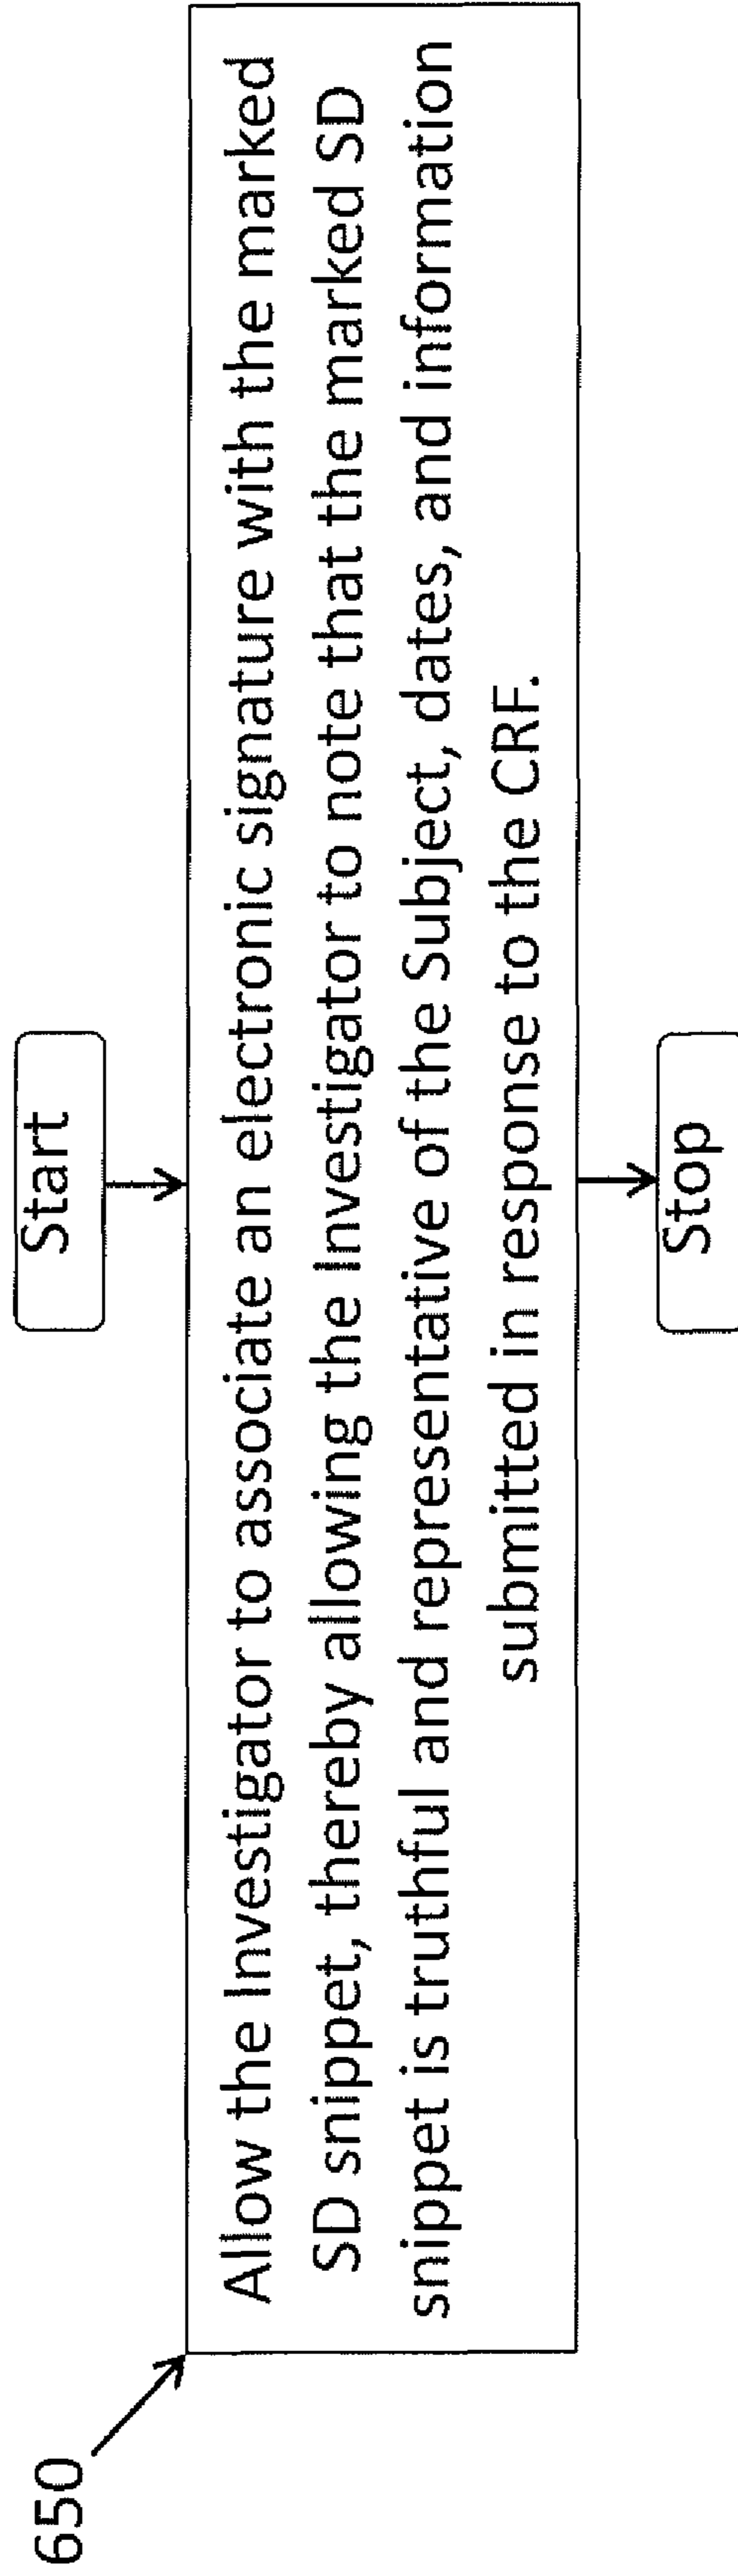 Start
650
Allow the Investigator to associate an electronic signature with the marked
SD snippet, thereby allowing the Investigator to note that the marked SD
snippet is truthful and representative of the Subject, dates, and information
submitted in response to the CRF.
Stop